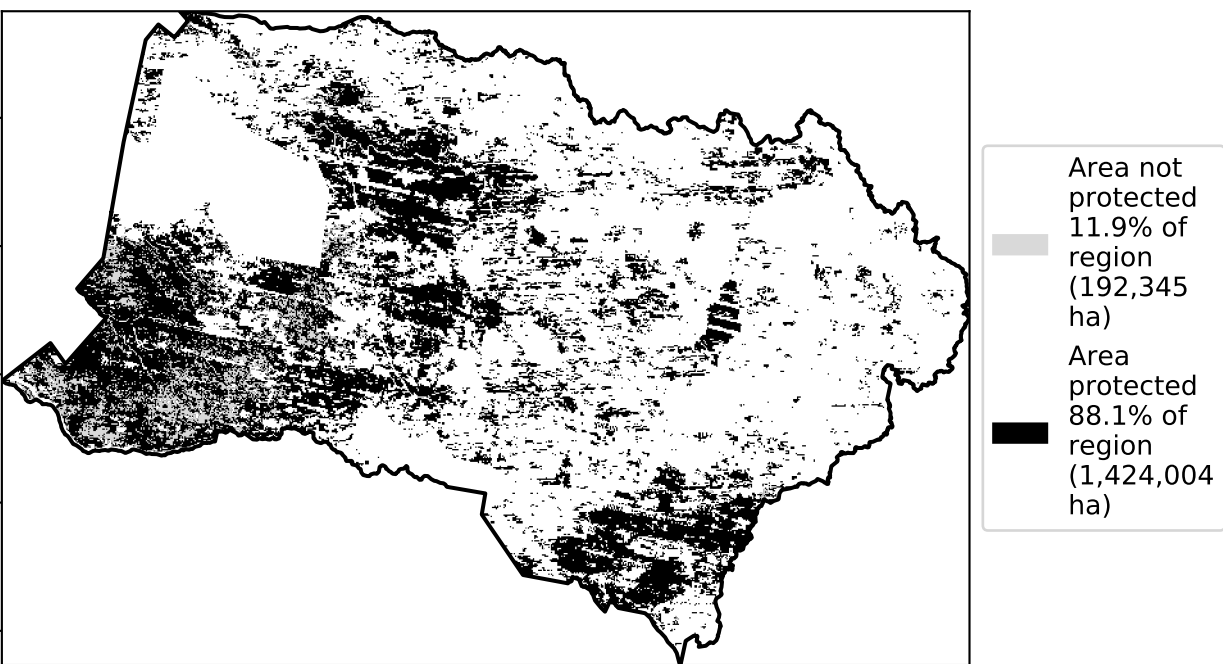 Area not
protected
11.9% of
region
(192,345
ha)
Area
protected
88.1% of
region
(1,424,004
ha)